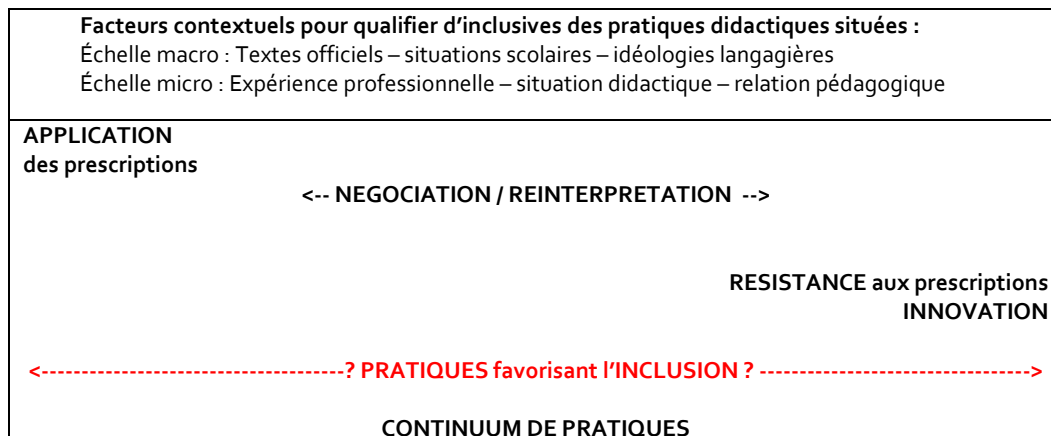 Facteurs contextuels pour qualifier d’inclusives des pratiques didactiques situées :
Échelle macro : Textes officiels – situations scolaires – idéologies langagières
Échelle micro : Expérience professionnelle – situation didactique – relation pédagogique
APPLICATION
des prescriptions
<-- NEGOCIATION / REINTERPRETATION -->
RESISTANCE aux prescriptions
INNOVATION
<-------------------------------------? PRATIQUES favorisant l’INCLUSION ? --------------------------------->
CONTINUUM DE PRATIQUES